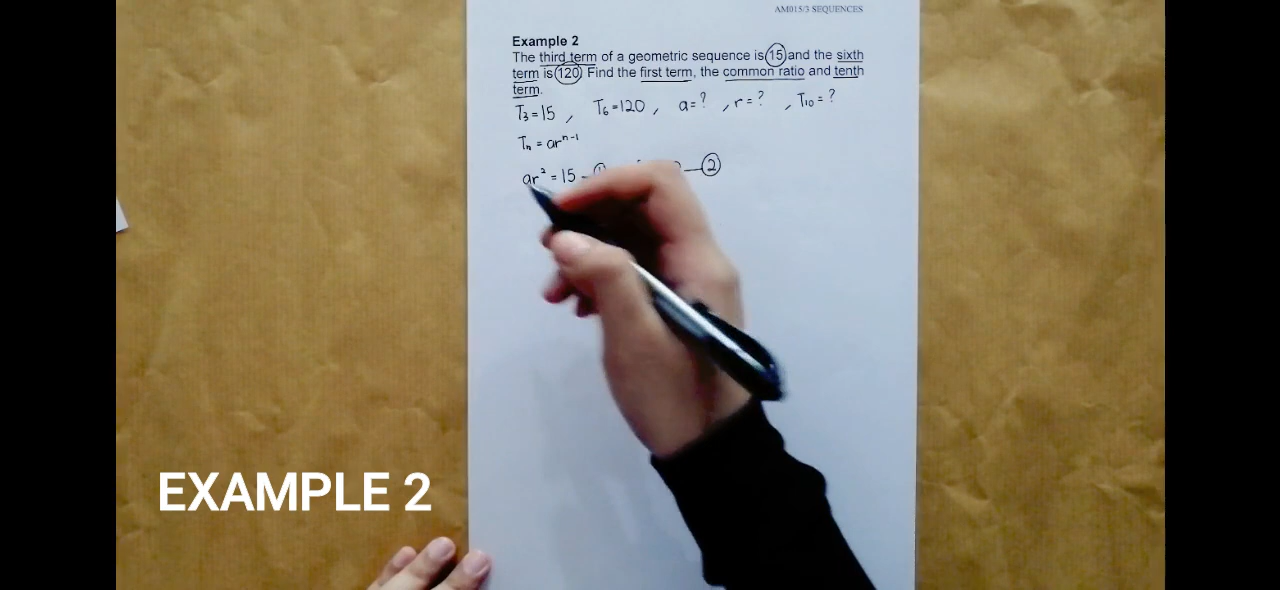 AM015/3 SEQUENCES
Example 2
The third term of a geometric sequence is 15 and the sixth
term is 120 Find the first term, the common ratio and tenth
term.
T₃ = 15 , T₆ = 120 , a = ? , r = ? , T₁₀ = ?
Tₙ = arⁿ⁻¹
ar² = 15 — ① — ②
EXAMPLE 2